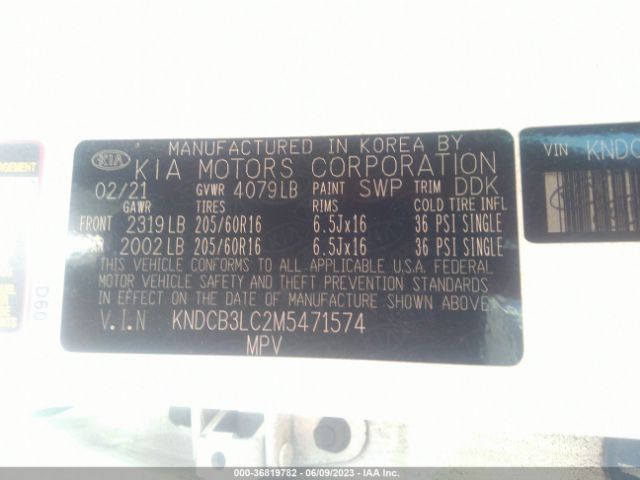 MANUFACTURED IN KOREA BY
KIA KIA MOTORS CORPORATION
02/21 GVWR 4079LB PAINT SWP TRIM DDK
GAWR TIRES RIMS COLD TIRE INFL
FRONT 2319LB 205/60R16 6.5Jx16 36 PSI SINGLE
2002LB 205/60R16 6.5Jx16 36 PSI SINGLE
THIS VEHICLE CONFORMS TO ALL APPLICABLE U.S.A. FEDERAL
MOTOR VEHICLE SAFETY AND THEFT PREVENTION STANDARDS
IN EFFECT ON THE DATE OF MANUFACTURE SHOWN ABOVE
V.I.N KNDCB3LC2M5471574
MPV
VIN KNDC
D60
000-36819782 - 06/09/2023 - IAA Inc.